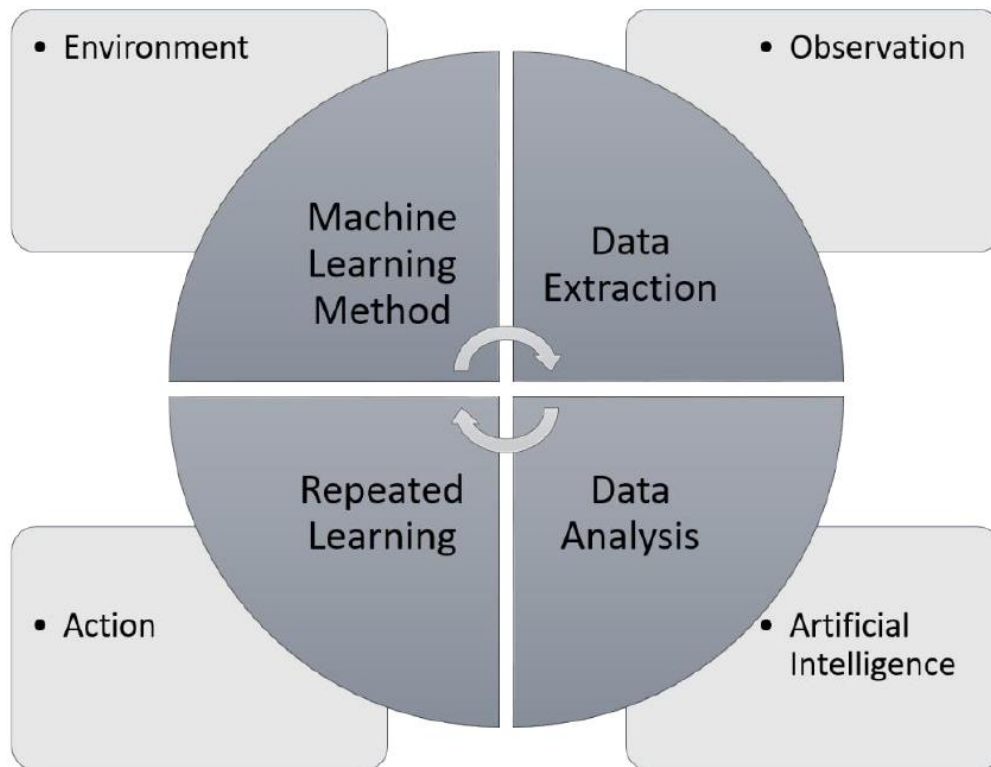 • Environment
• Observation
Machine
Learning
Method
Data
Extraction
Repeated
Learning
Data
Analysis
• Action
• Artificial
Intelligence